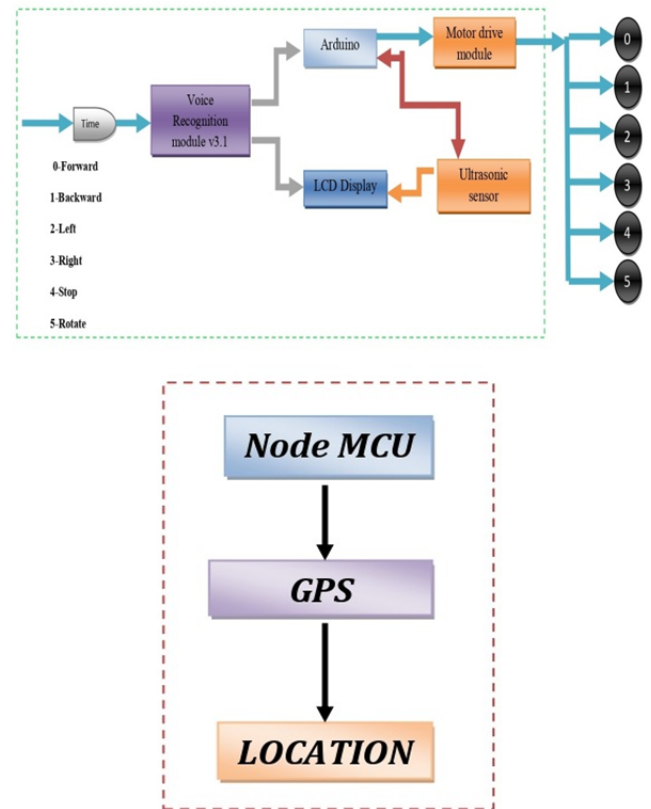 Time
Voice
Recognition
module v3.1
Arduino
Motor drive
module
LCD Display
Ultrasonic
sensor
0-Forward
1-Backward
2-Left
3-Right
4-Stop
5-Rotate
0
1
2
3
4
5
Node MCU
GPS
LOCATION